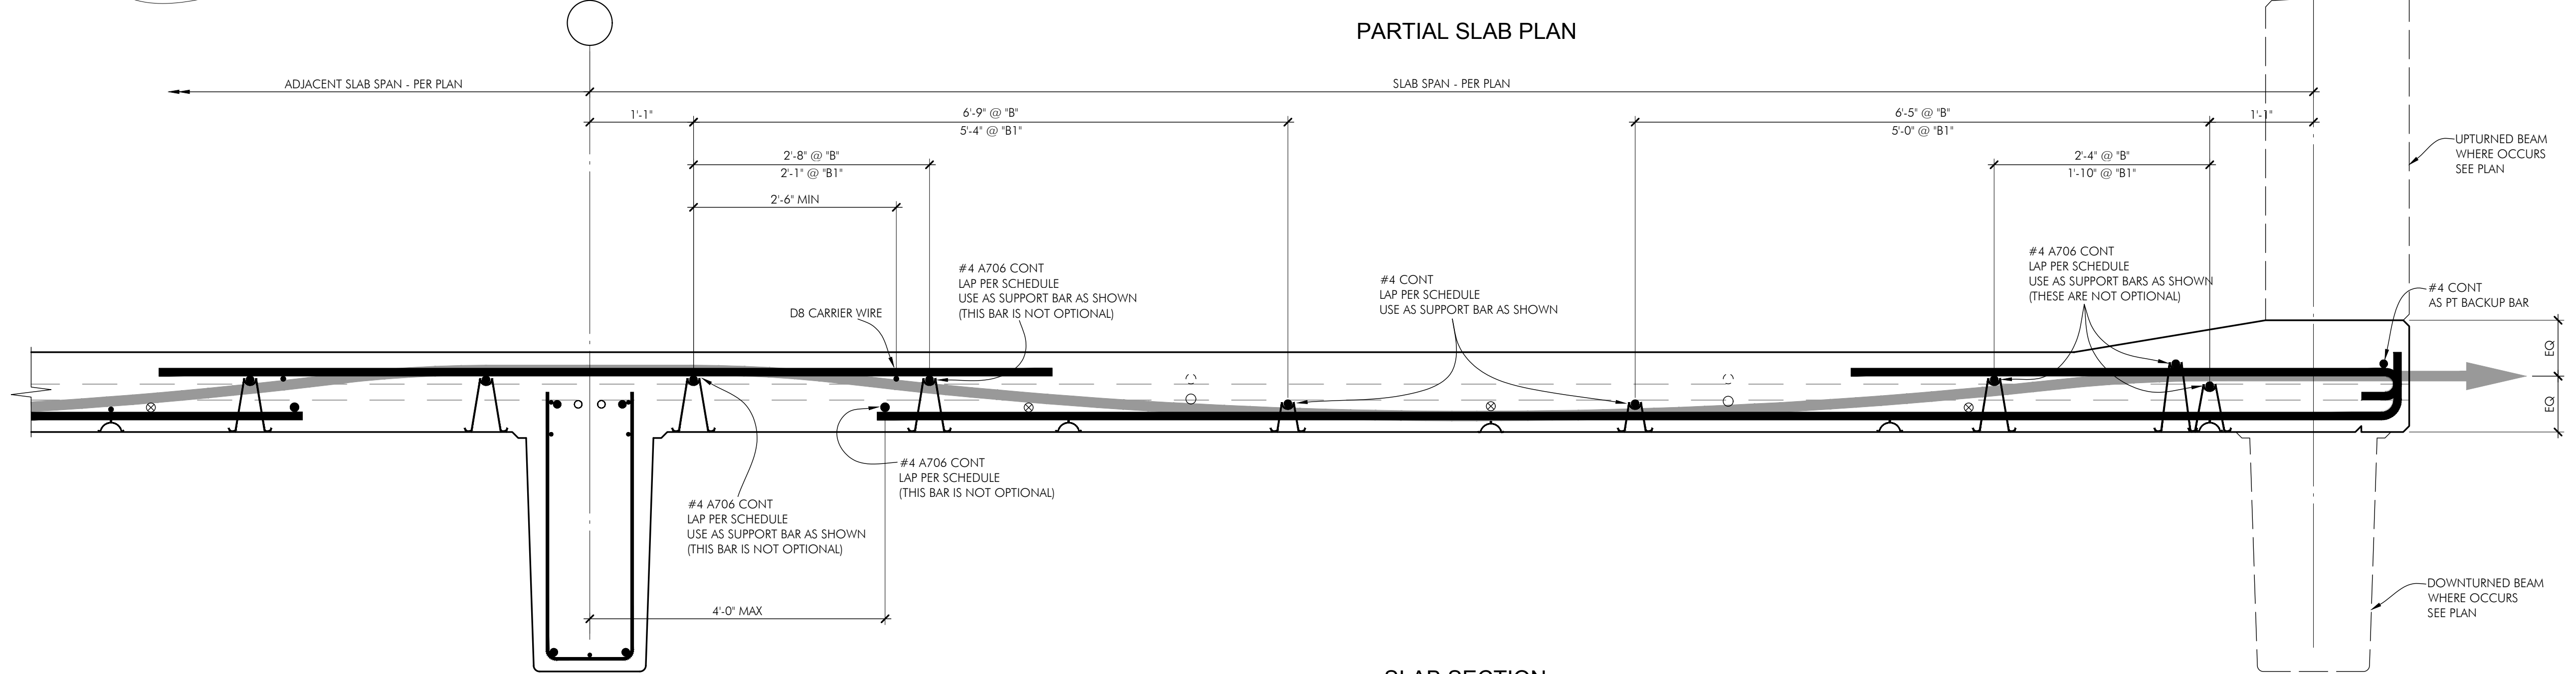 PARTIAL SLAB PLAN
ADJACENT SLAB SPAN - PER PLAN
SLAB SPAN - PER PLAN
1'-1"
6'-9" @ "B"
5'-4" @ "B1"
6'-5" @ "B"
5'-0" @ "B1"
1'-1"
2'-8" @ "B"
2'-1" @ "B1"
2'-4" @ "B"
1'-10" @ "B1"
2'-6" MIN
UPTURNED BEAM
WHERE OCCURS
SEE PLAN
D8 CARRIER WIRE
#4 A706 CONT
LAP PER SCHEDULE
USE AS SUPPORT BAR AS SHOWN
(THIS BAR IS NOT OPTIONAL)
#4 CONT
LAP PER SCHEDULE
USE AS SUPPORT BAR AS SHOWN
#4 A706 CONT
LAP PER SCHEDULE
USE AS SUPPORT BARS AS SHOWN
(THESE ARE NOT OPTIONAL)
#4 CONT
AS PT BACKUP BAR
EQ
EQ
#4 A706 CONT
LAP PER SCHEDULE
(THIS BAR IS NOT OPTIONAL)
#4 A706 CONT
LAP PER SCHEDULE
USE AS SUPPORT BAR AS SHOWN
(THIS BAR IS NOT OPTIONAL)
4'-0" MAX
DOWNTURNED BEAM
WHERE OCCURS
SEE PLAN
SLAB SECTION